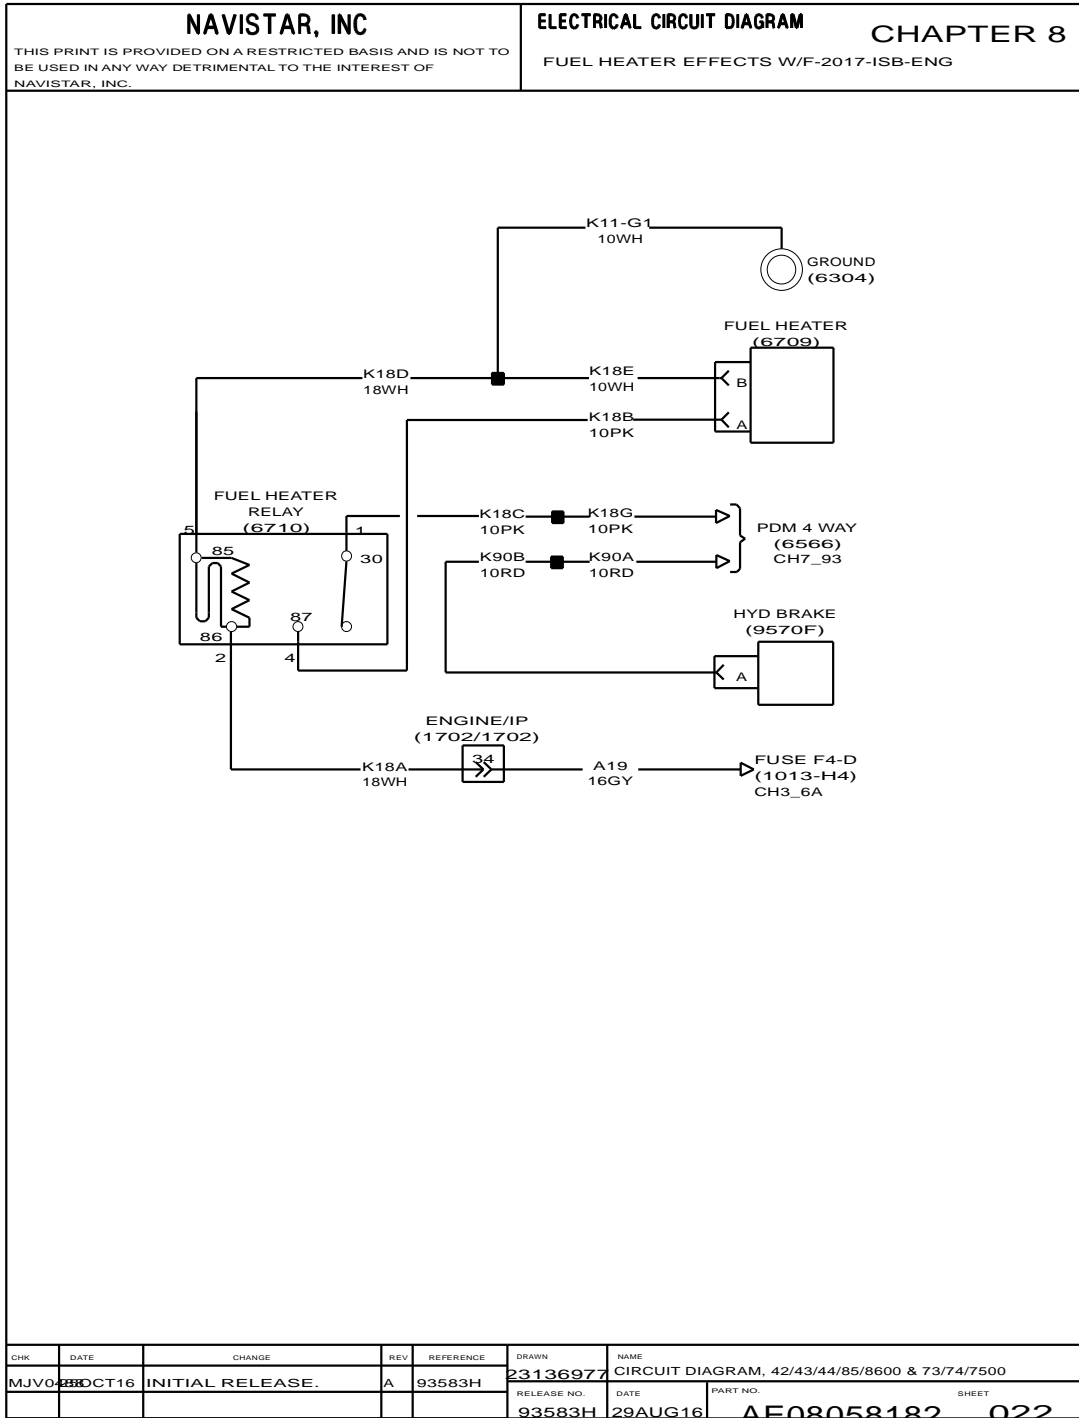 NAVISTAR, INC
THIS PRINT IS PROVIDED ON A RESTRICTED BASIS AND IS NOT TO
BE USED IN ANY WAY DETRIMENTAL TO THE INTEREST OF
NAVISTAR, INC.
ELECTRICAL CIRCUIT DIAGRAM
CHAPTER 8
FUEL HEATER EFFECTS W/F-2017-ISB-ENG
K11-G1
10WH
GROUND
(6304)
FUEL HEATER
(6709)
K18D
18WH
K18E
10WH
B
K18B
10PK
A
FUEL HEATER
RELAY
(6710)
5
1
85
30
86
87
2
4
K18C
10PK
K18G
10PK
K90B
10RD
K90A
10RD
PDM 4 WAY
(6566)
CH7_93
HYD BRAKE
(9570F)
A
ENGINE/IP
(1702/1702)
34
K18A
18WH
A19
16GY
FUSE F4-D
(1013-H4)
CH3_6A
CHK
DATE
CHANGE
REV
REFERENCE
DRAWN
NAME
OCT16
INITIAL RELEASE.
A
93583H
23136977
CIRCUIT DIAGRAM, 42/43/44/85/8600 & 73/74/7500
RELEASE NO.
DATE
PART NO.
SHEET
93583H
29AUG16
AE08058182
022